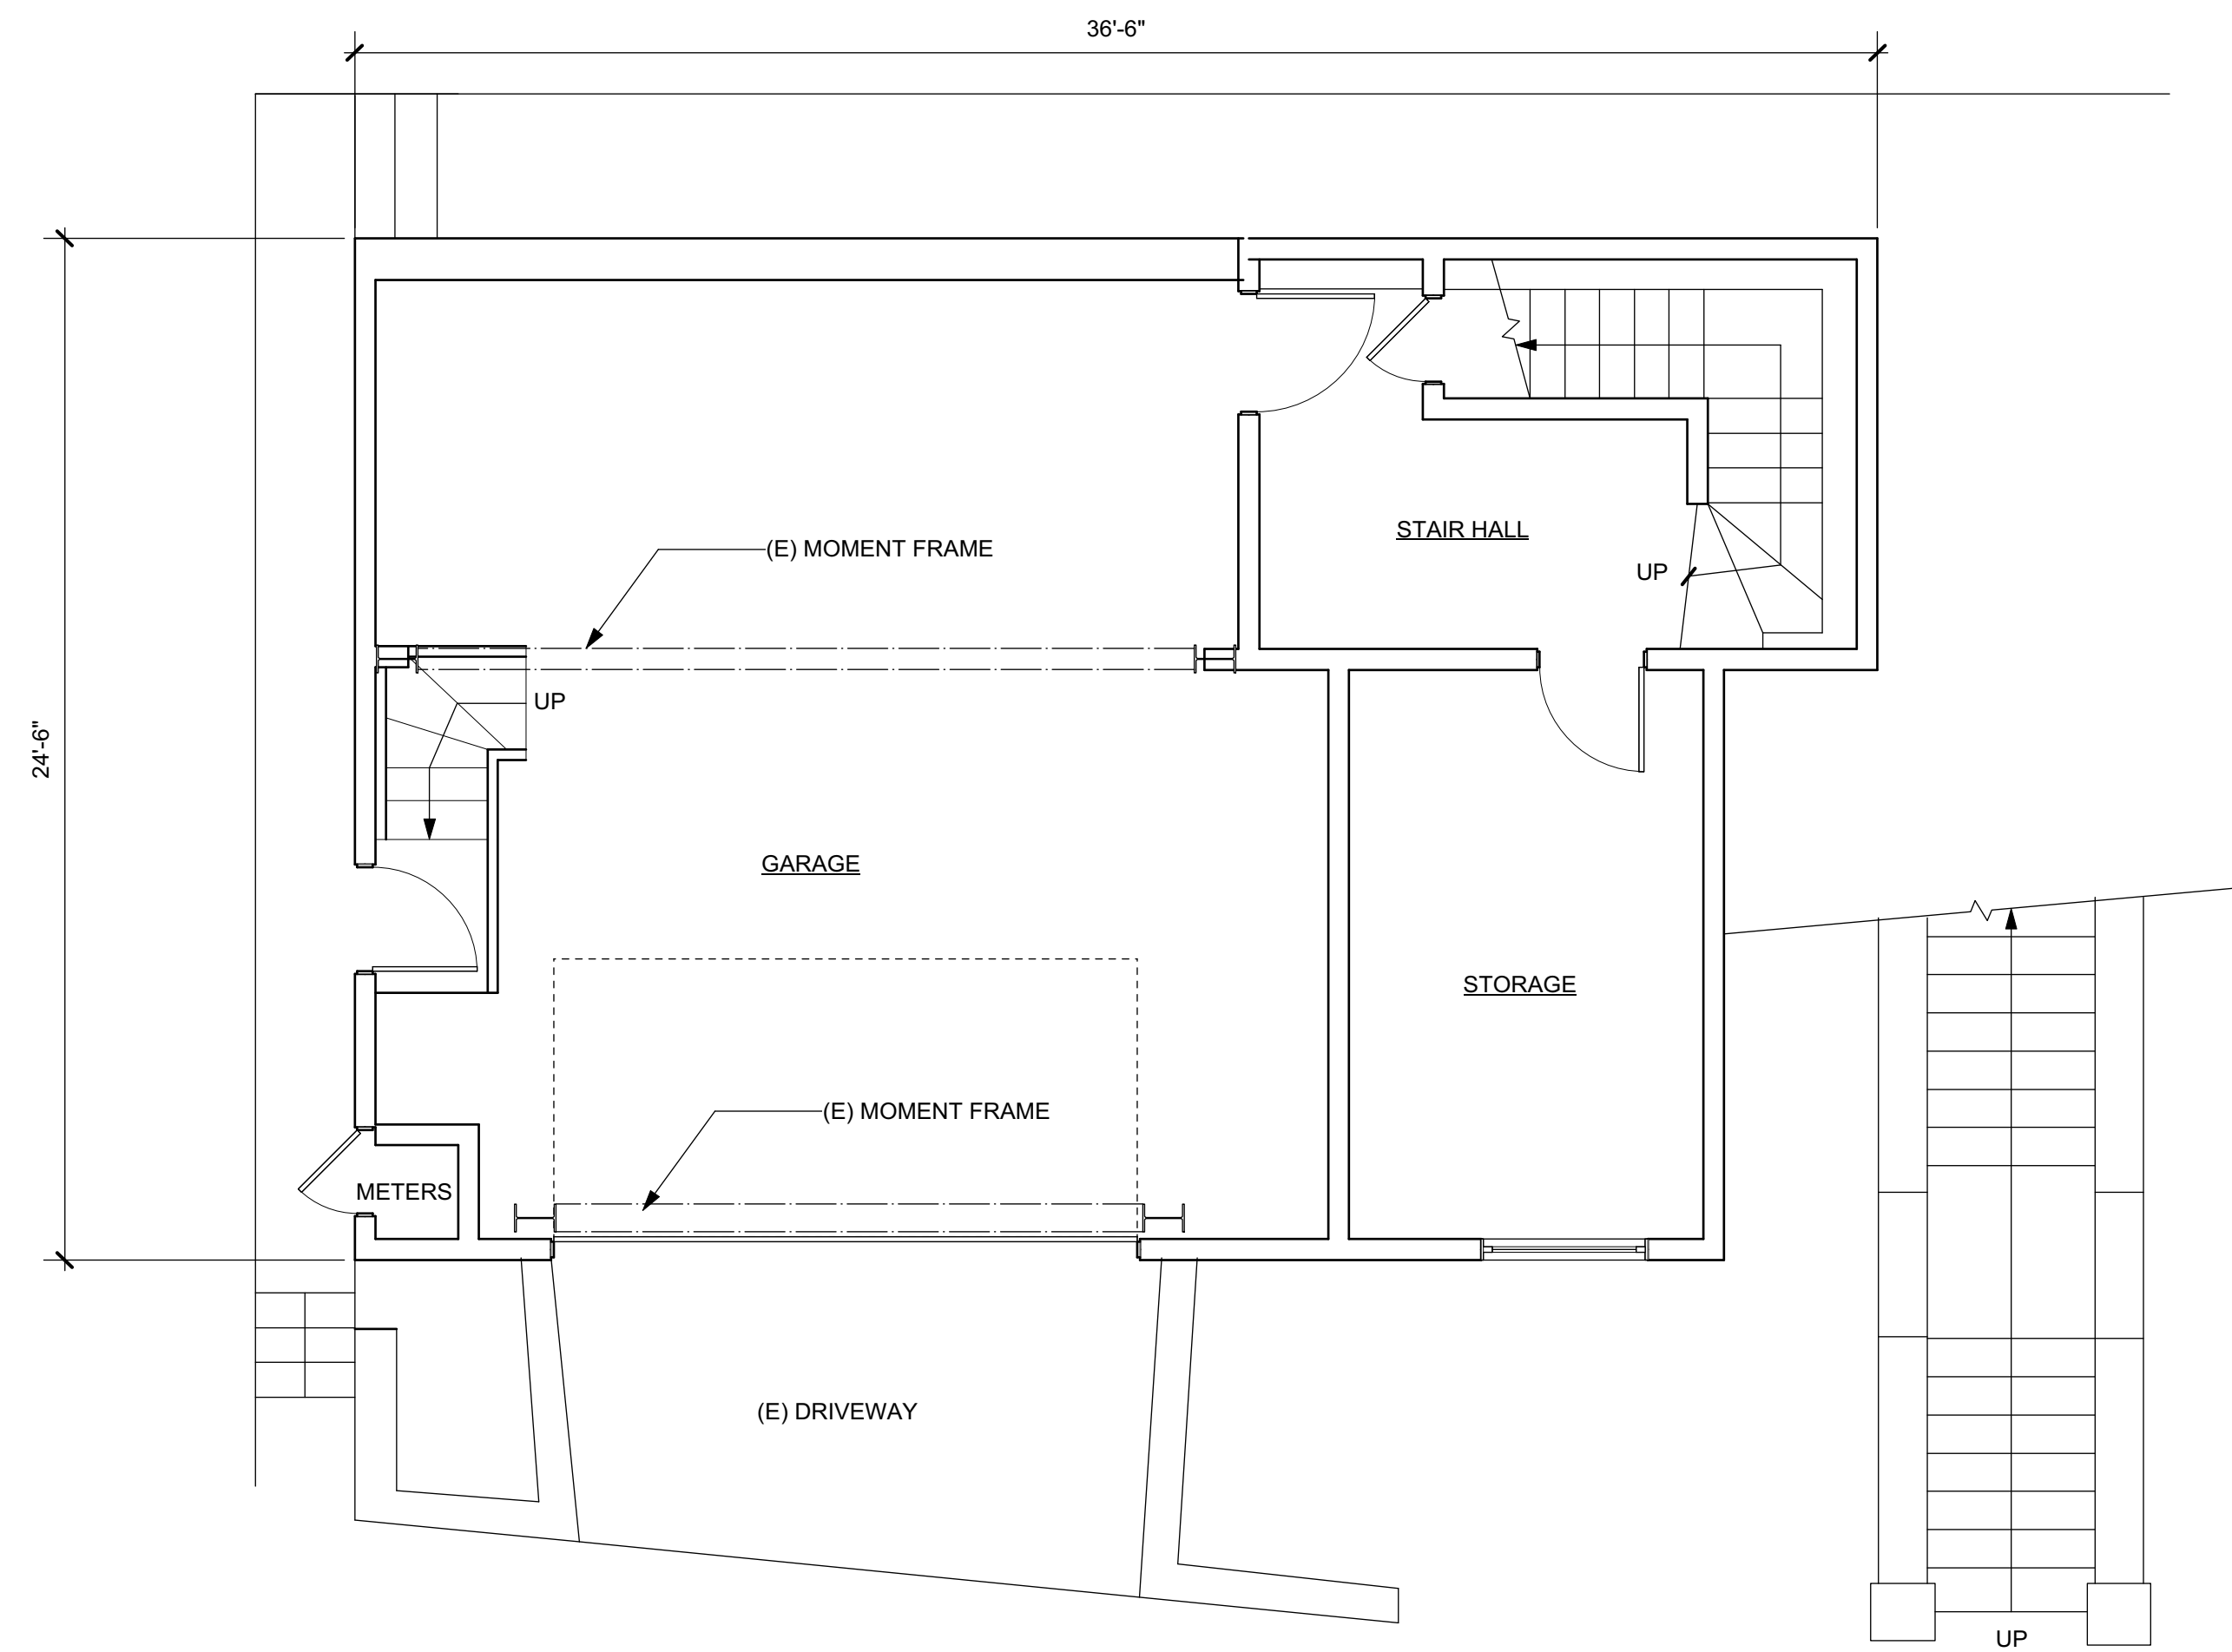 36'-6"
(E) MOMENT FRAME
STAIR HALL
UP
UP
24'-6"
GARAGE
STORAGE
(E) MOMENT FRAME
METERS
(E) DRIVEWAY
UP